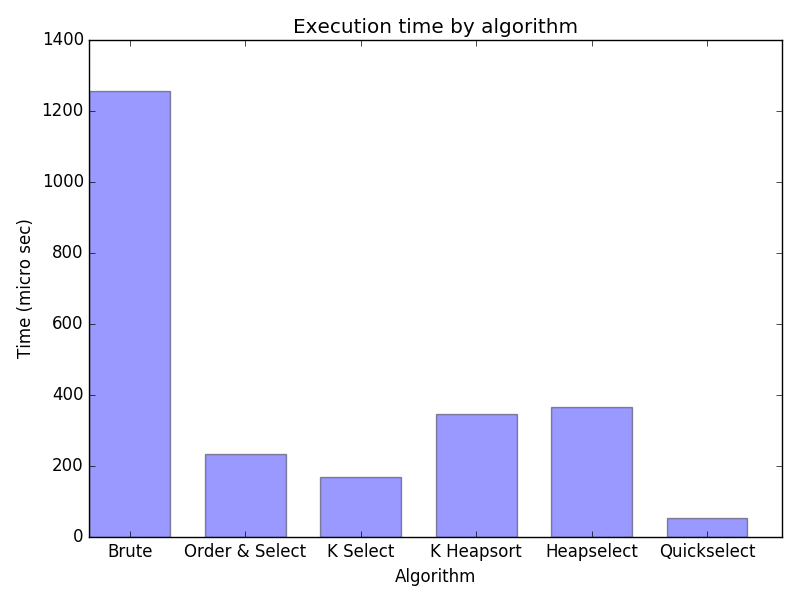 Execution time by algorithm
1400
1200
1000
800
600
400
200
0
Time (micro sec)
Brute Order & Select K Select K Heapsort Heapselect Quickselect
Algorithm